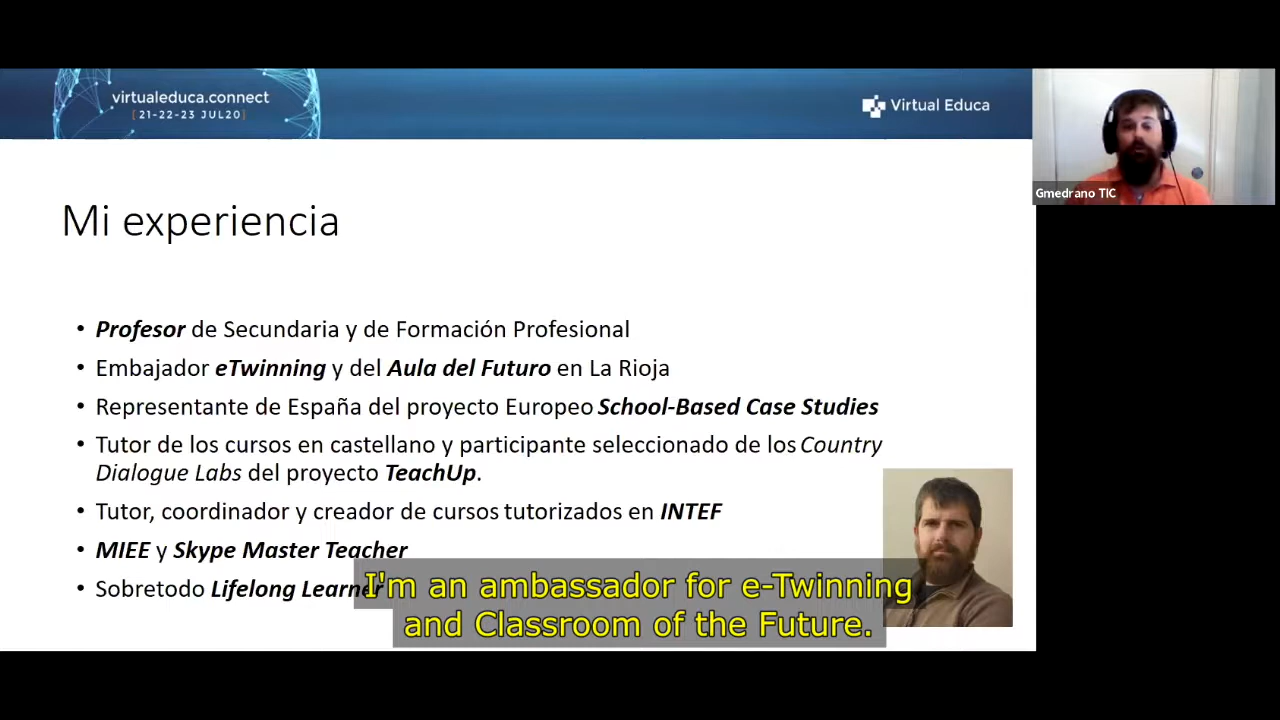 virtualeduca.connect
[21-22-23 JUL20]
Virtual Educa
Gmedrano TIC
Mi experiencia
• Profesor de Secundaria y de Formación Profesional
• Embajador eTwinning y del Aula del Futuro en La Rioja
• Representante de España del proyecto Europeo School-Based Case Studies
• Tutor de los cursos en castellano y participante seleccionado de los Country
Dialogue Labs del proyecto TeachUp.
• Tutor, coordinador y creador de cursos tutorizados en INTEF
• MIEE y Skype Master Teacher
• Sobretodo Lifelong Learner
I'm an ambassador for e-Twinning
and Classroom of the Future.